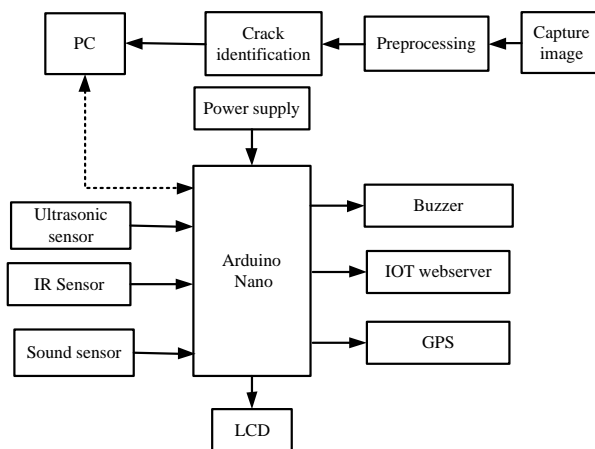 PC
Crack
identification
Preprocessing
Capture
image
Power supply
Ultrasonic
sensor
IR Sensor
Sound sensor
Arduino
Nano
Buzzer
IOT webserver
GPS
LCD